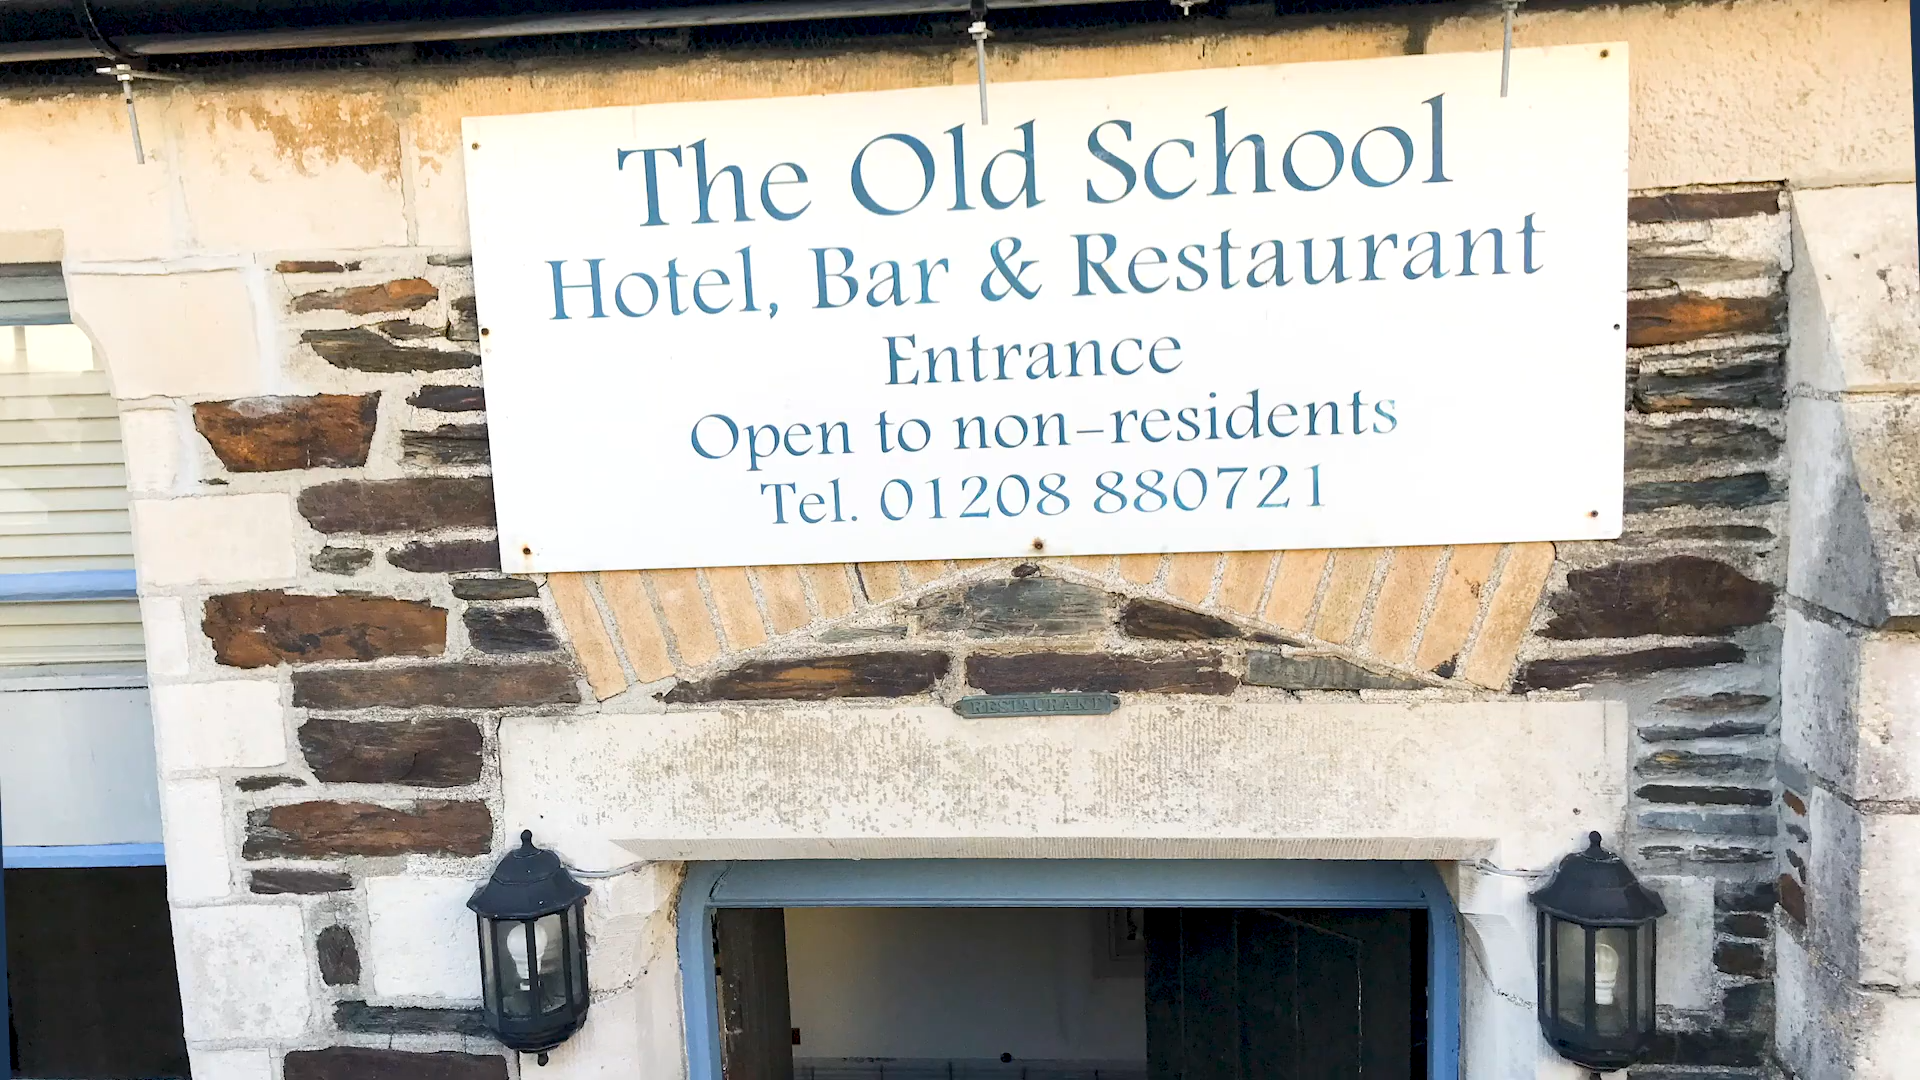 The Old School
Hotel, Bar & Restaurant
Entrance
Open to non-residents
Tel. 01208 880721
RESTAURANT